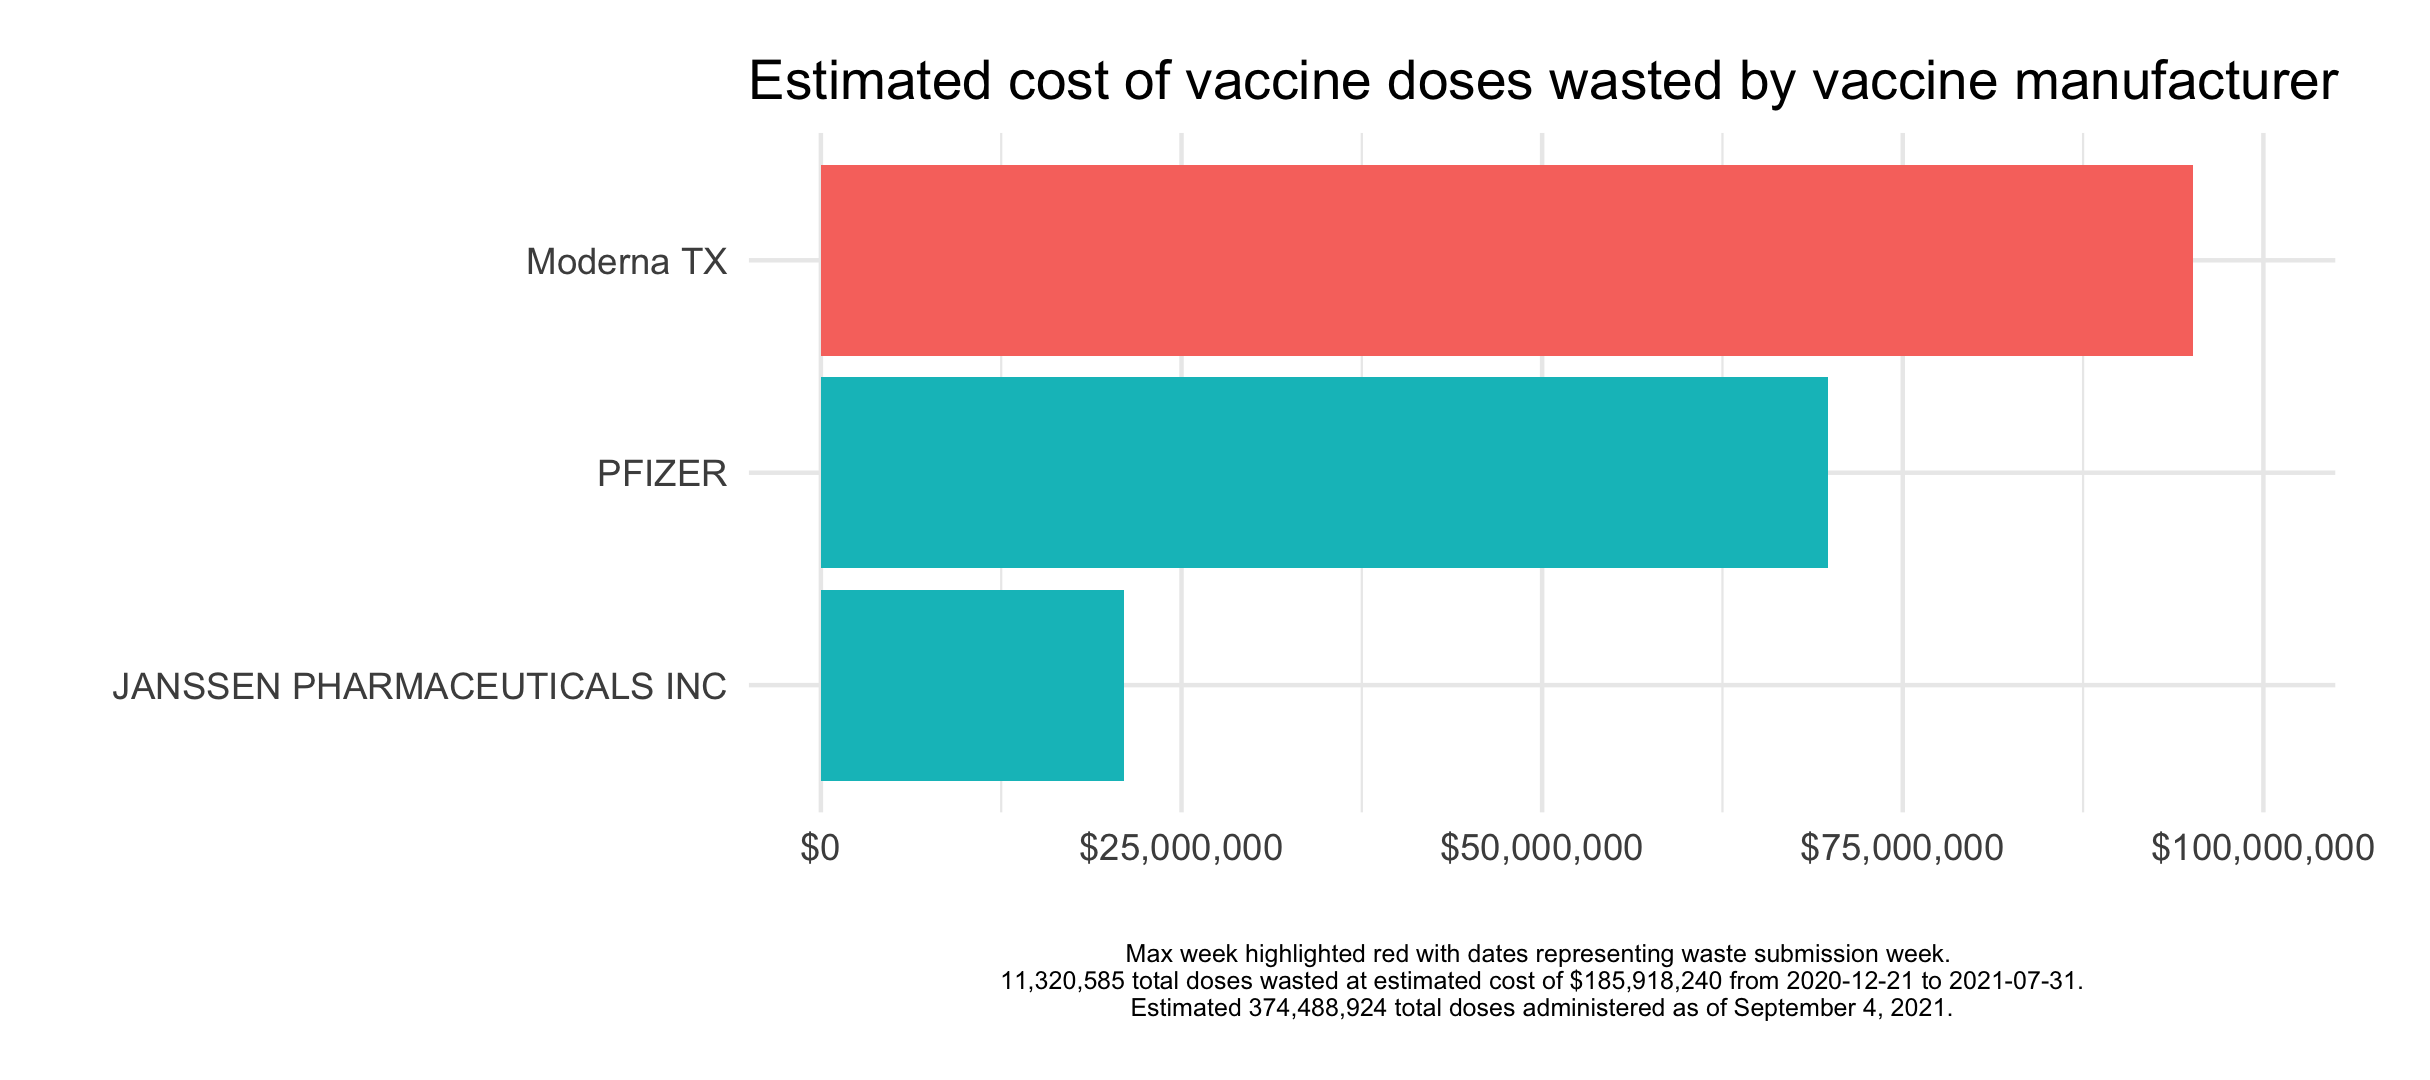 Estimated cost of vaccine doses wasted by vaccine manufacturer
Moderna TX
PFIZER
JANSSEN PHARMACEUTICALS INC
$0
$25,000,000
$50,000,000
$75,000,000
$100,000,000
Max week highlighted red with dates representing waste submission week.
11,320,585 total doses wasted at estimated cost of $185,918,240 from 2020-12-21 to 2021-07-31.
Estimated 374,488,924 total doses administered as of September 4, 2021.